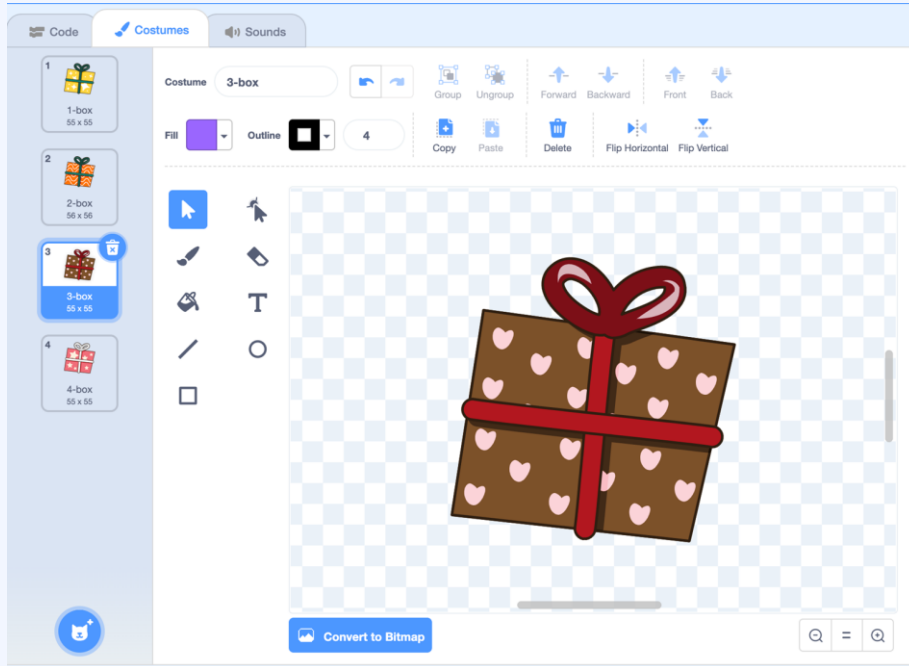 Code
Costumes
Sounds
1
1-box
55 x 55
2
2-box
56 x 56
3
3-box
55 x 55
4
4-box
55 x 55
Costume
3-box
Group
Ungroup
Forward
Backward
Front
Back
Fill
Outline
4
Copy
Paste
Delete
Flip Horizontal
Flip Vertical
T
Convert to Bitmap